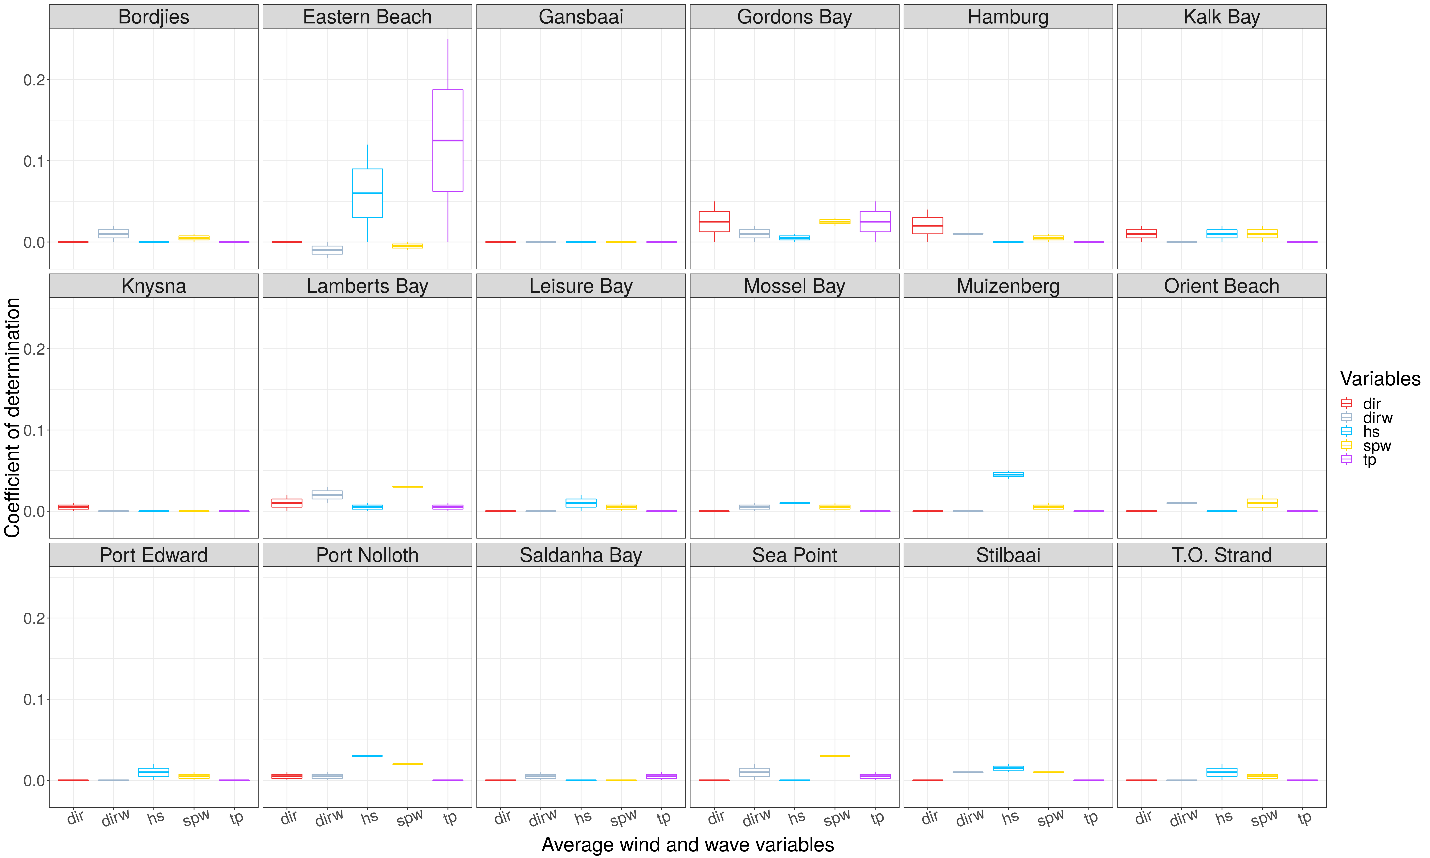 Bordjies Eastern Beach Gansbaai Gordons Bay Hamburg Kalk Bay
0.2
0.1
0.0
Knysna Lamberts Bay Leisure Bay Mossel Bay Muizenberg Orient Beach
0.2
0.1
0.0
Port Edward Port Nolloth Saldanha Bay Sea Point Stilbaai T.O. Strand
0.2
0.1
0.0
dir dirw hs spw tp dir dirw hs spw tp dir dirw hs spw tp dir dirw hs spw tp dir dirw hs spw tp dir dirw hs spw tp
Average wind and wave variables
Coefficient of determination
Variables
dir
dirw
hs
spw
tp